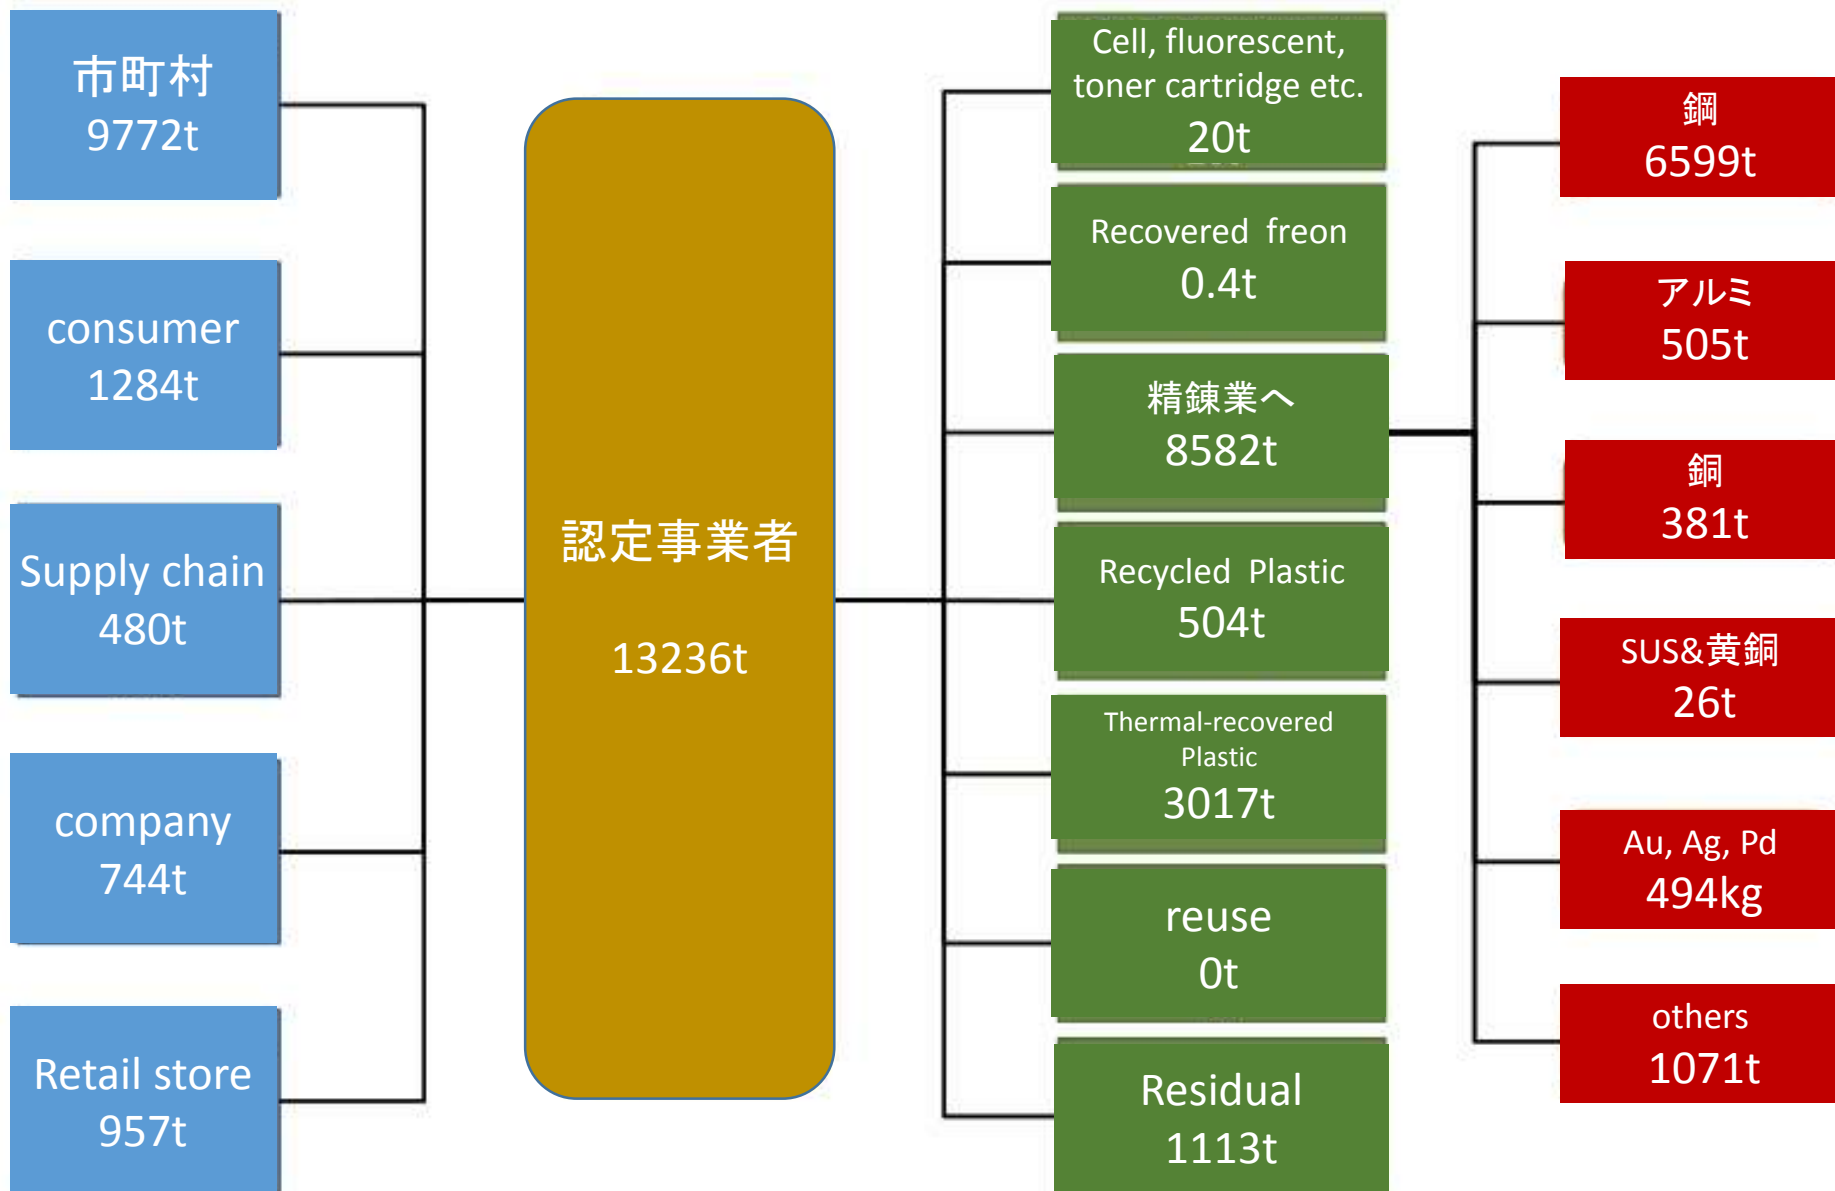 市町村
9772t
consumer
1284t
Supply chain
480t
company
744t
Retail store
957t
認定事業者
13236t
Cell, fluorescent,
toner cartridge etc.
20t
Recovered freon
0.4t
精錬業へ
8582t
Recycled Plastic
504t
Thermal-recovered
Plastic
3017t
reuse
0t
Residual
1113t
鋼
6599t
アルミ
505t
銅
381t
SUS&黄銅
26t
Au, Ag, Pd
494kg
others
1071t